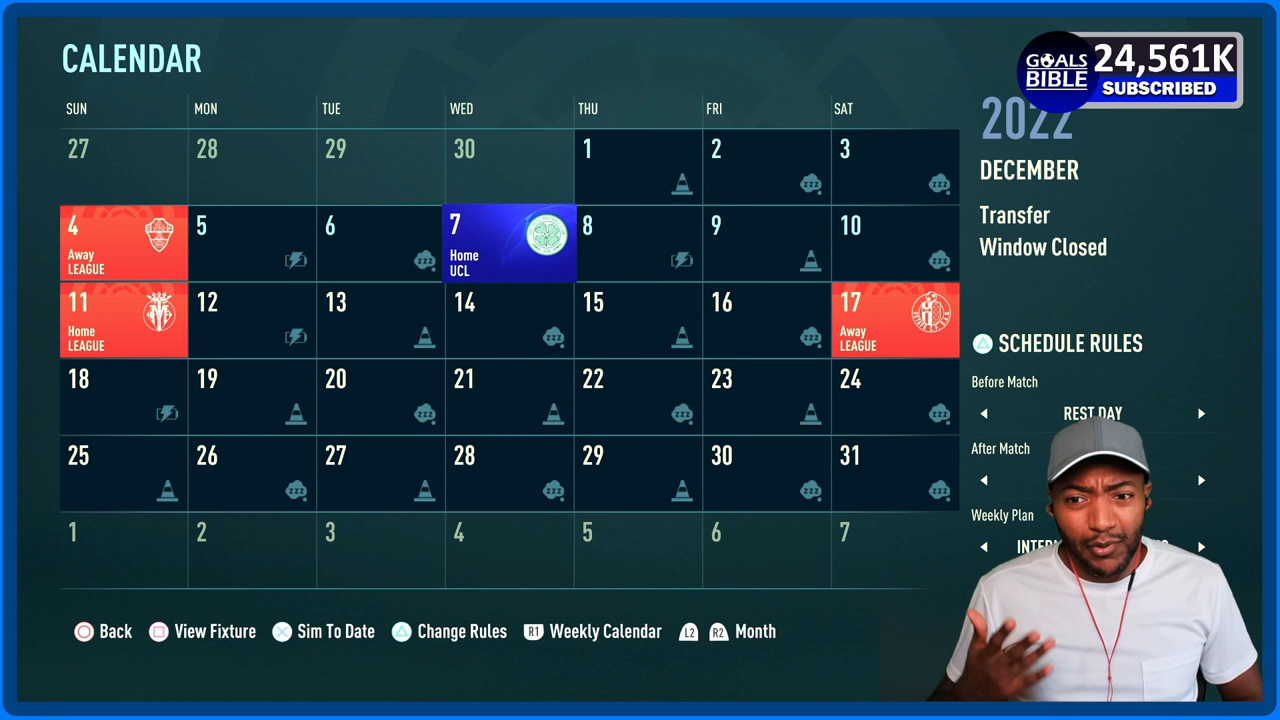 CALENDAR
GOALS
BIBLE
24,561K
SUBSCRIBED
SUN MON TUE WED THU FRI SAT
2022
DECEMBER
Transfer
Window Closed
27 28 29 30 1 2 3
4 5 6 7 8 9 10
Away
LEAGUE
Home
UCL
11 12 13 14 15 16 17
Home
LEAGUE
Away
LEAGUE
18 19 20 21 22 23 24
25 26 27 28 29 30 31
1 2 3 4 5 6 7
SCHEDULE RULES
Before Match
REST DAY
After Match
Weekly Plan
Back View Fixture Sim To Date Change Rules R1 Weekly Calendar L2 R2 Month